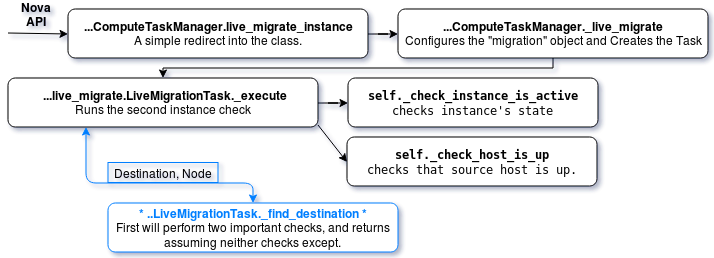 Nova
API
...ComputeTaskManager.live_migrate_instance
A simple redirect into the class.
...ComputeTaskManager._live_migrate
Configures the "migration" object and Creates the Task
...live_migrate.LiveMigrationTask._execute
Runs the second instance check
self._check_instance_is_active
checks instance's state
self._check_host_is_up
checks that source host is up.
Destination, Node
* ..LiveMigrationTask._find_destination *
First will perform two important checks, and returns
assuming neither checks except.